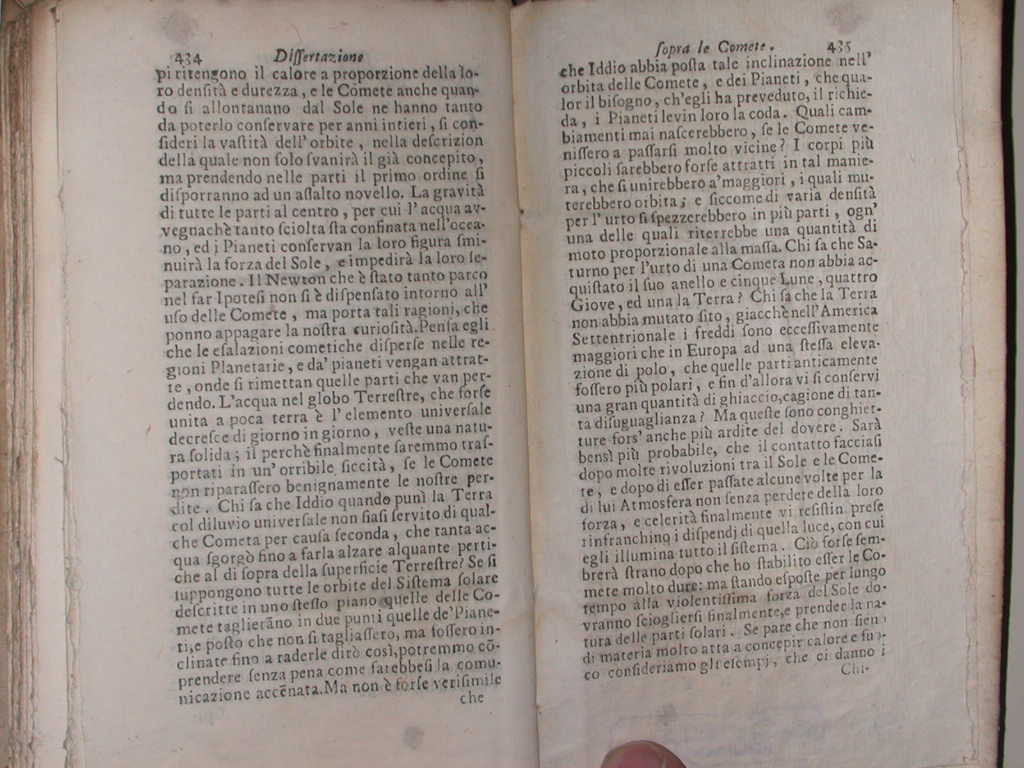 434 Dissertazione
pi ritengono il calore a proporzione della lo-
ro densità e durezza, e le Comete anche quan-
do si allontanano dal Sole ne hanno tanto
da poterlo conservare per anni intieri, si con-
sideri la vastità dell'orbite, nella descrizion
della quale non solo svanirà il già concepito,
ma prendendo nelle parti il primo ordine si
disporranno ad un assalto novello. La gravità
di tutte le parti al centro, per cui l'acqua av-
vegnachè tanto sciolta sta confinata nell'ocea-
no, ed i Pianeti conservan la loro figura smi-
nuirà la forza del Sole, e impedirà la loro se-
parazione. Il Newton che è stato tanto parco
nel far Ipotesi non si è dispensato intorno all'
uso delle Comete, ma porta tali ragioni, che
ponno appagare la nostra curiosità. Pensa egli
che le esalazioni cometiche disperse nelle re-
gioni Planetarie, e da' pianeti vengan attrat-
te, onde si rimettan quelle parti che van per-
dendo. L'acqua nel globo Terrestre, che forse
unita a poca terra è l'elemento universale
decresce di giorno in giorno, veste una natu-
ra solida; il perchè finalmente saremmo tras-
portati in un'orribile siccità, se le Comete
non riparassero benignamente le nostre per-
dite. Chi sa che Iddio quando punì la Terra
col diluvio universale non siasi servito di qual-
che Cometa per causa seconda, che tanta ac-
qua sgorgò fino a farla alzare alquante perti-
che al di sopra della superficie Terrestre? Se si
suppongono tutte le orbite del Sistema solare
descritte in uno stesso piano quelle delle Co-
mete taglieranno in due punti quelle de' Piane-
ti, e posto che non si tagliassero, ma fossero in-
clinate fino a raderle dirò così, potremmo cō-
prendere senza pena come farebbesi la comu-
nicazione accēnata. Ma non è forse verisimile
che
sopra le Comete. 435
che Iddio abbia posta tale inclinazione nell'
orbita delle Comete, e dei Pianeti, che qua-
lor il bisogno, ch'egli ha preveduto, il richie-
da, i Pianeti levin loro la coda. Quali cam-
biamenti mai nascerebbero, se le Comete ve-
nissero a passarsi molto vicine? I corpi più
piccoli sarebbero forse attratti in tal manie-
ra, che si unirebbero a' maggiori, i quali mu-
terebbero orbita; e siccome di varia densità
per l'urto si spezzerebbero in più parti, ogn'
una delle quali riterrebbe una quantità di
moto proporzionale alla massa. Chi sa che Sa-
turno per l'urto di una Cometa non abbia ac-
quistato il suo anello e cinque Lune, quattro
Giove, ed una la Terra? Chi sa che la Terra
non abbia mutato sito, giacchè nell'America
Settentrionale i freddi sono eccessivamente
maggiori che in Europa ad una stessa eleva-
zione di polo, che quelle parti anticamente
fossero più polari, e fin d'allora vi si conservi
una gran quantità di ghiaccio, cagione di tan-
ta disuguaglianza? Ma queste sono conghiet-
ture fors' anche più ardite del dovere. Sarà
bensì più probabile, che il contatto facciasi
dopo molte rivoluzioni tra il Sole e le Come-
te, e dopo di esser passate alcune volte per la
di lui Atmosfera non senza perdere della loro
forza, e celerità finalmente vi resistin prese
rinfranchino i dispendj di quella luce, con cui
egli illumina tutto il sistema. Ciò forse sem-
brerà strano dopo che ho stabilito esser le Co-
mete molto dure: ma stando esposte per lungo
tempo alla violentissima forza del Sole do-
vranno sciogliersi finalmente, e prender la na-
tura delle parti solari. Se pare che non sien
di materia molto atta a concepir calore e fuo-
co consideriamo gli esempj, che ci danno i
Chi-